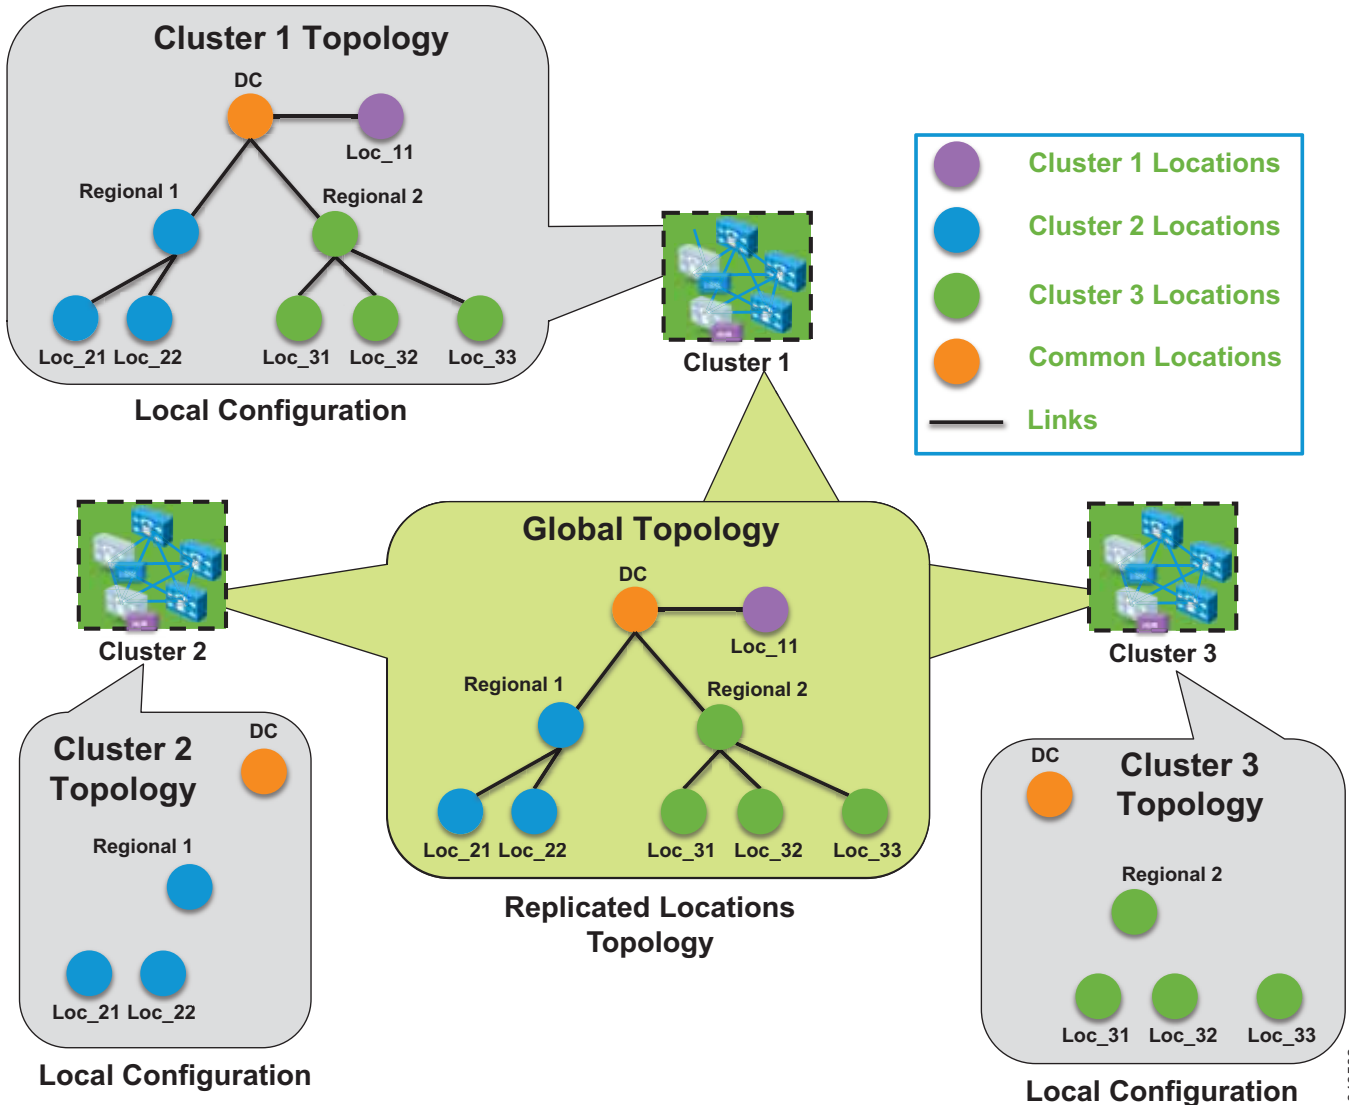 Cluster 1 Topology
DC
Loc_11
Regional 1
Regional 2
Loc_21 Loc_22
Loc_31 Loc_32 Loc_33
Local Configuration
Cluster 1
Cluster 1 Locations
Cluster 2 Locations
Cluster 3 Locations
Common Locations
Links
Cluster 2
Global Topology
DC
Loc_11
Regional 1
Regional 2
Loc_21 Loc_22
Loc_31 Loc_32 Loc_33
Replicated Locations
Topology
Cluster 3
Cluster 2
Topology
DC
Regional 1
Loc_21 Loc_22
Local Configuration
DC
Cluster 3
Topology
Regional 2
Loc_31 Loc_32 Loc_33
Local Configuration